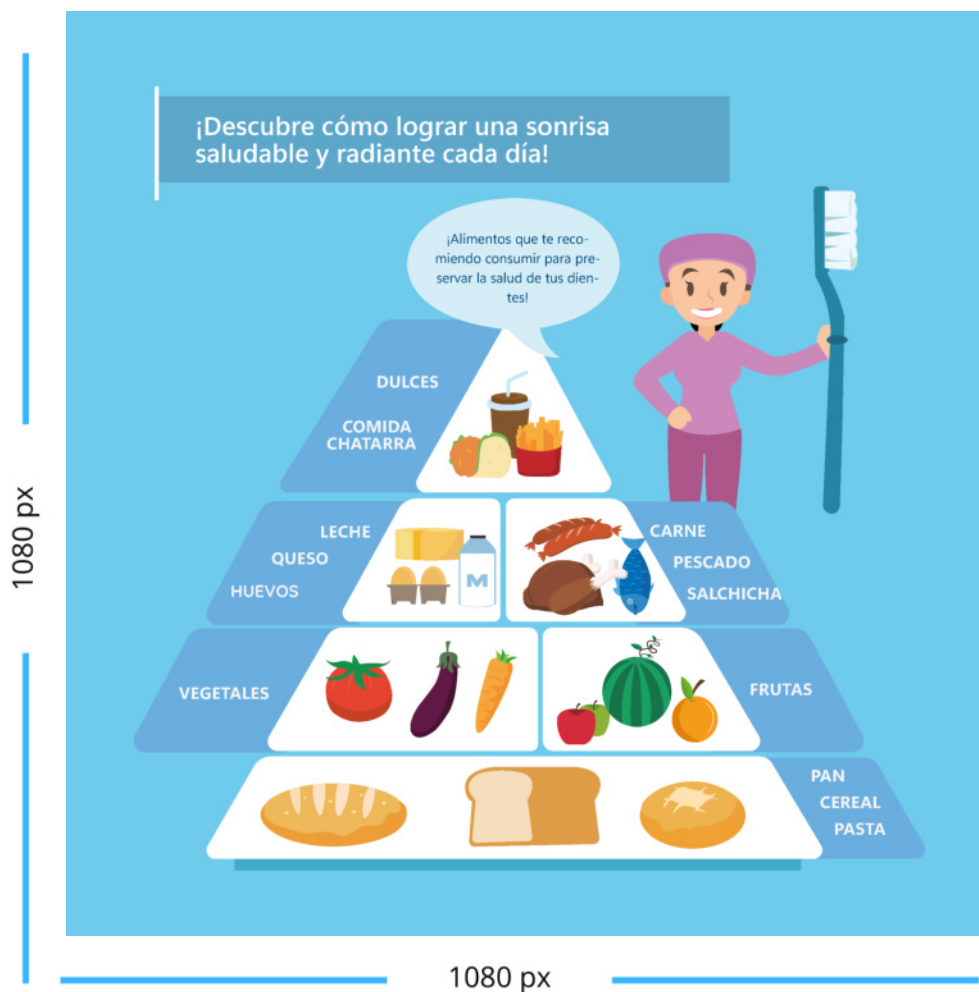 ¡Descubre cómo lograr una sonrisa
saludable y radiante cada día!
¡Alimentos que te reco-
miendo consumir para pre-
servar la salud de tus dien-
tes!
DULCES
COMIDA
CHATARRA
LECHE
QUESO
HUEVOS
M
CARNE
PESCADO
SALCHICHA
VEGETALES
FRUTAS
PAN
CEREAL
PASTA
1080 px
1080 px